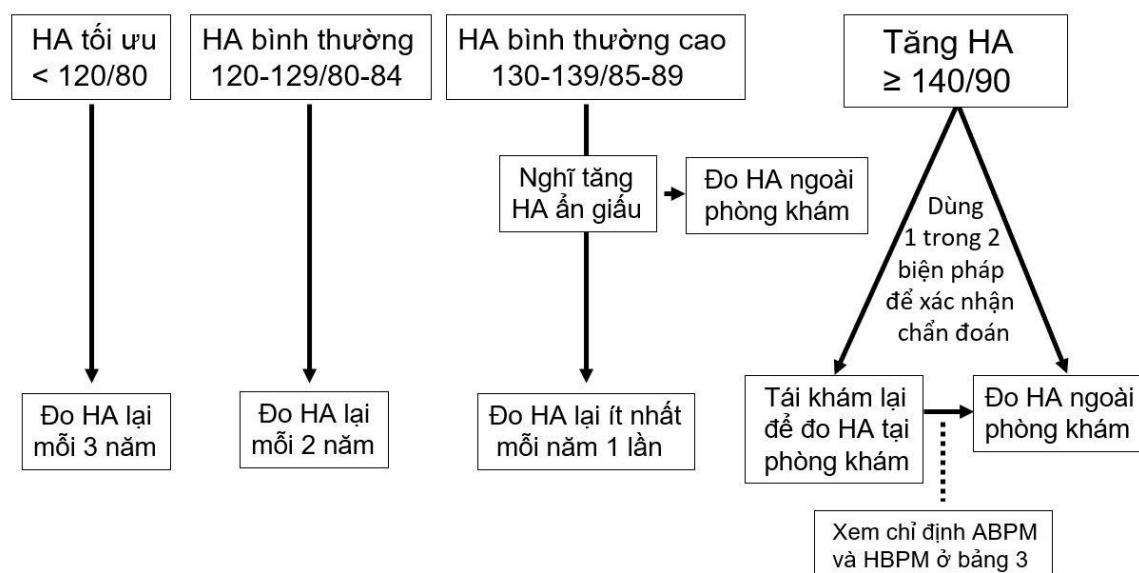 HA tối ưu
< 120/80
HA bình thường
120-129/80-84
HA bình thường cao
130-139/85-89
Tăng HA
≥ 140/90
Nghĩ tăng
HA ẩn giấu
Đo HA ngoài
phòng khám
Dùng
1 trong 2
biện pháp
để xác nhận
chẩn đoán
Đo HA lại
mỗi 3 năm
Đo HA lại
mỗi 2 năm
Đo HA lại ít nhất
mỗi năm 1 lần
Tái khám lại
để đo HA tại
phòng khám
Đo HA ngoài
phòng khám
Xem chỉ định ABPM
và HBPM ở bảng 3